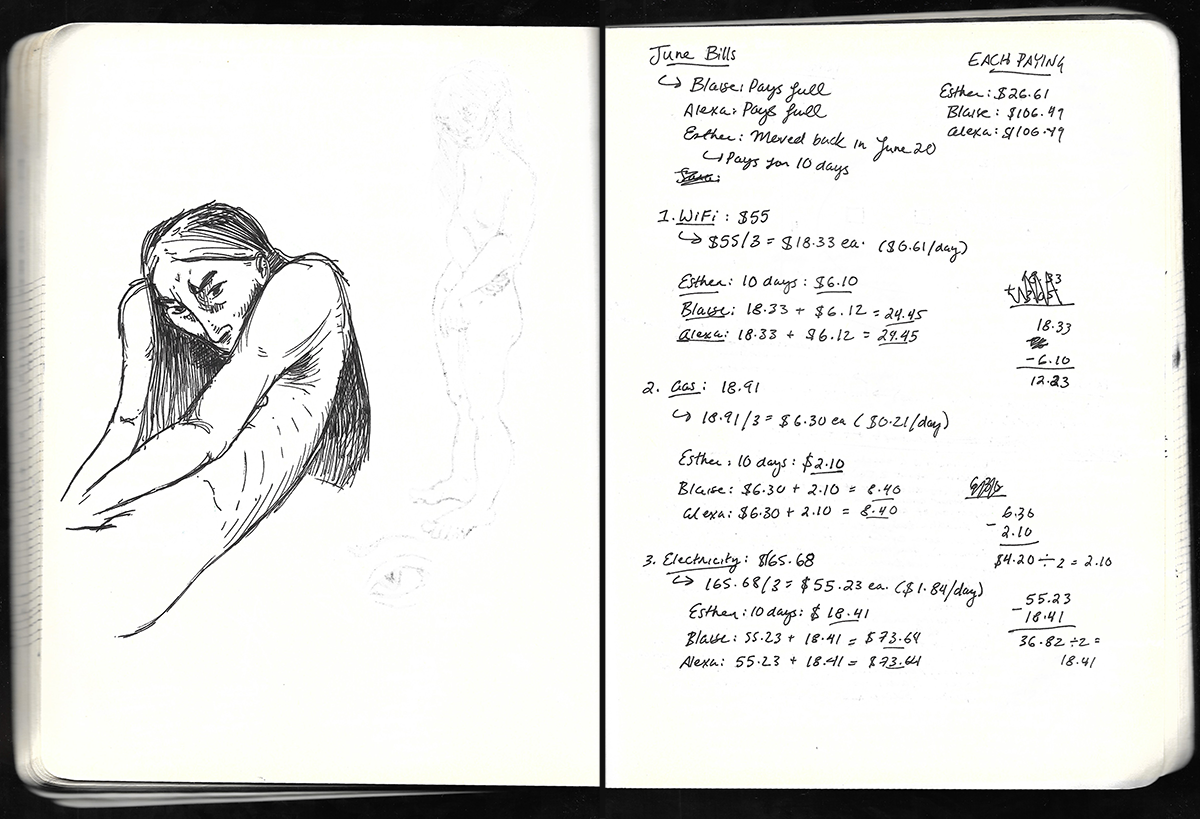 June Bills
↳ Blaise: Pays full
Alexa: Pays full
Esther: Moved back in June 20
↳ Pays for 10 days
EACH PAYING
Esther: $26.61
Blaise: $106.49
Alexa: $106.49
1. WiFi: $55
↳ $55/3 = $18.33 ea. ($0.61/day)
Esther: 10 days: $6.10
Blaise: 18.33 + $6.12 = 24.45
Alexa: 18.33 + $6.12 = 24.45
18.33
-6.10
12.23
2. Gas: 18.91
↳ 18.91/3 = $6.30 ea ($0.21/day)
Esther: 10 days: $2.10
Blaise: $6.30 + 2.10 = 8.40
Alexa: $6.30 + 2.10 = 8.40
6.30
- 2.10
$4.20 ÷ 2 = 2.10
3. Electricity: $165.68
↳ 165.68/3 = $55.23 ea. ($1.84/day)
Esther: 10 days: $18.41
Blaise: 55.23 + 18.41 = $73.64
Alexa: 55.23 + 18.41 = $73.64
55.23
- 18.41
36.82 ÷ 2 =
18.41